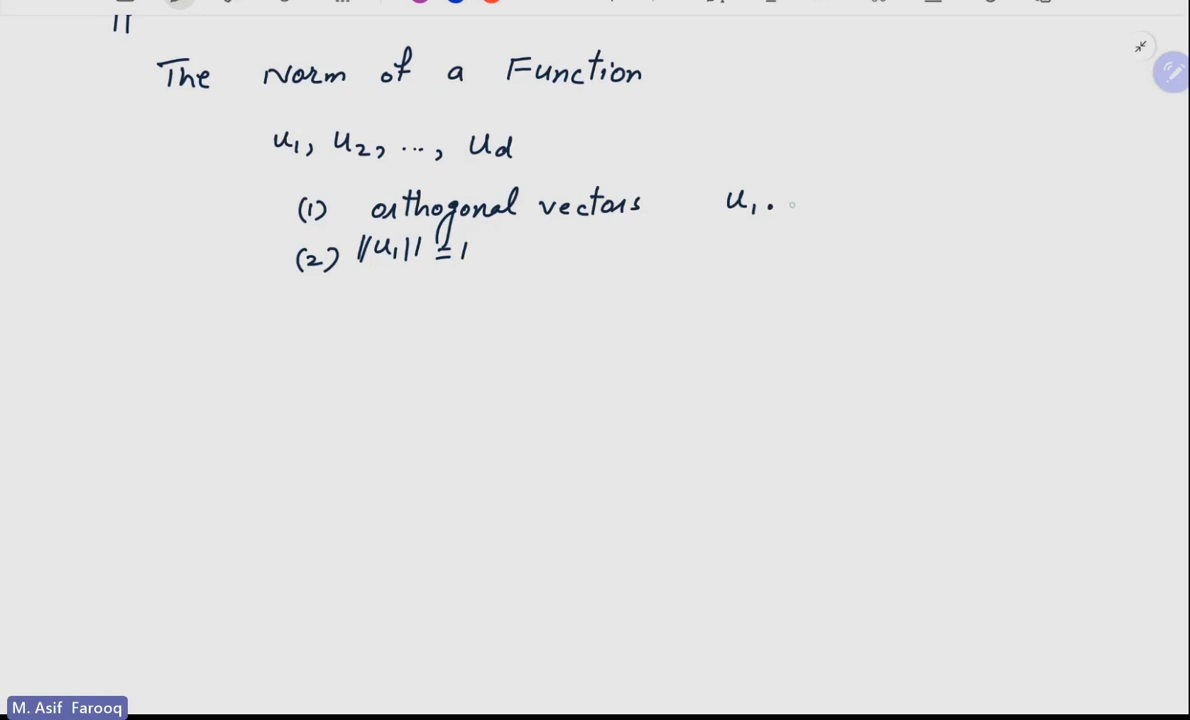 The Norm of a Function
u₁, u₂, ..., ud
(1) orthogonal vectors u₁ .
(2) ||u₁|| = 1
M. Asif Farooq